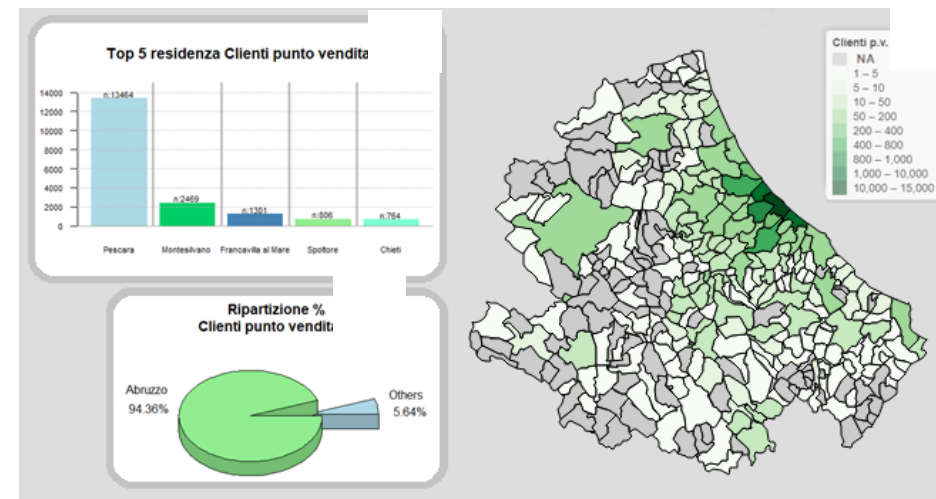 Top 5 residenza Clienti punto vendita
14000
12000
10000
8000
6000
4000
2000
0
n:13464
n:2469
n:1301
n:806
n:764
Pescara
Montesilvano
Francavilla al Mare
Spoltore
Chieti
Ripartizione %
Clienti punto vendita
Abruzzo
94.36%
Others
5.64%
Clienti p.v.
NA
1 – 5
5 – 10
10 – 50
50 – 200
200 – 400
400 – 800
800 – 1,000
1,000 – 10,000
10,000 – 15,000